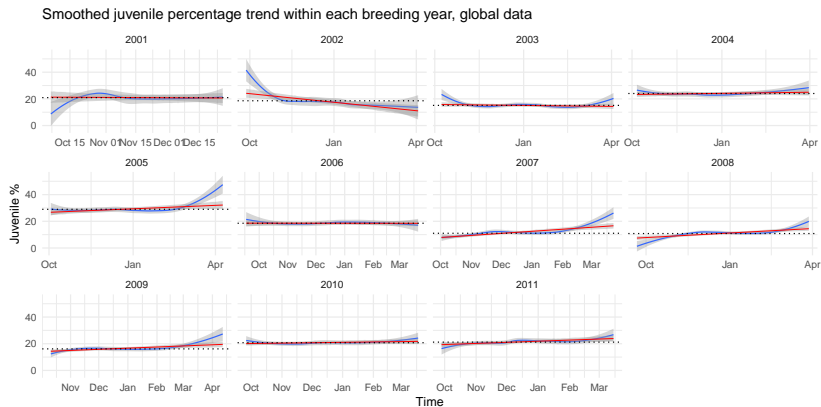 Smoothed juvenile percentage trend within each breeding year, global data
2001 2002 2003 2004
40
20
0
Oct 15 Nov 01 Nov 15 Dec 01 Dec 15
Oct Jan Apr
Oct Jan Apr
Oct Jan Apr
2005 2006 2007 2008
40
20
0
Oct Jan Apr
Oct Nov Dec Jan Feb Mar
Oct Nov Dec Jan Feb Mar
Oct Jan Apr
2009 2010 2011
40
20
0
Nov Dec Jan Feb Mar Apr
Oct Nov Dec Jan Feb Mar
Oct Nov Dec Jan Feb Mar
Juvenile %
Time